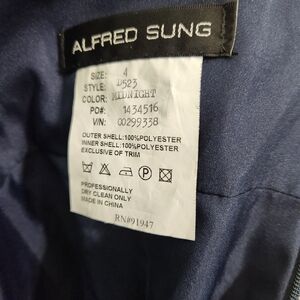 ALFRED SUNG
SIZE: 4
STYLE: D523
COLOR: MIDNIGHT
PO#: 1434516
VIN: 00299338
OUTER SHELL:100%POLYESTER
INNER SHELL:100%POLYESTER
EXCLUSIVE OF TRIM
P
PROFESSIONALLY
DRY CLEAN ONLY
MADE IN CHINA
RN#91947